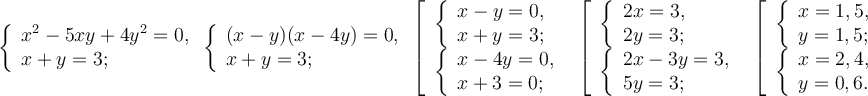 { x² − 5xy + 4y² = 0,
x + y = 3;
{ (x − y)(x − 4y) = 0,
x + y = 3;
[ { x − y = 0,
x + y = 3;
{ x − 4y = 0,
x + 3 = 0;
[ { 2x = 3,
2y = 3;
{ 2x − 3y = 3,
5y = 3;
[ { x = 1, 5,
y = 1, 5;
{ x = 2, 4,
y = 0, 6.